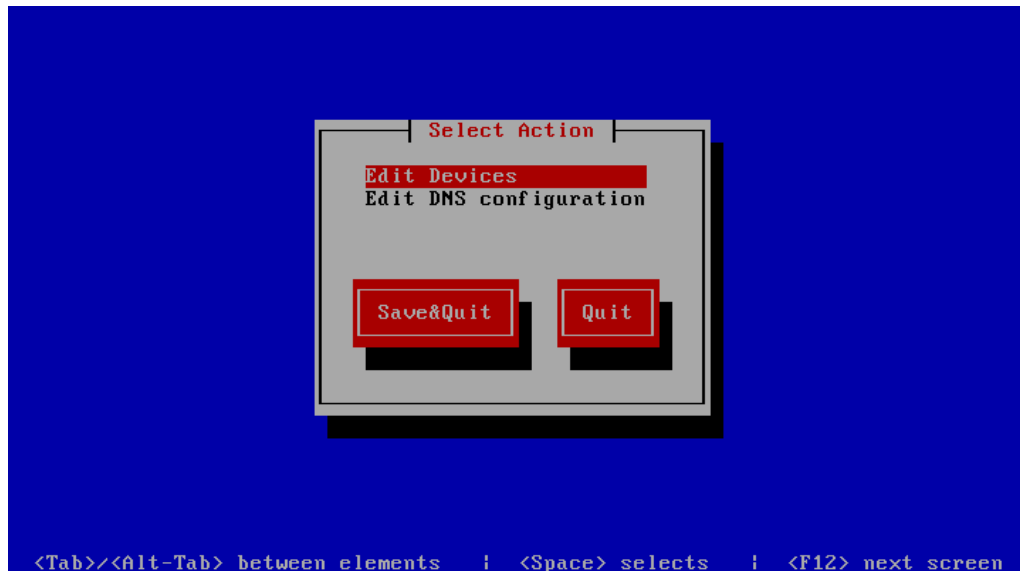 Select Action
Edit Devices
Edit DNS configuration
Save&Quit Quit
<Tab>/<Alt-Tab> between elements | <Space> selects | <F12> next screen